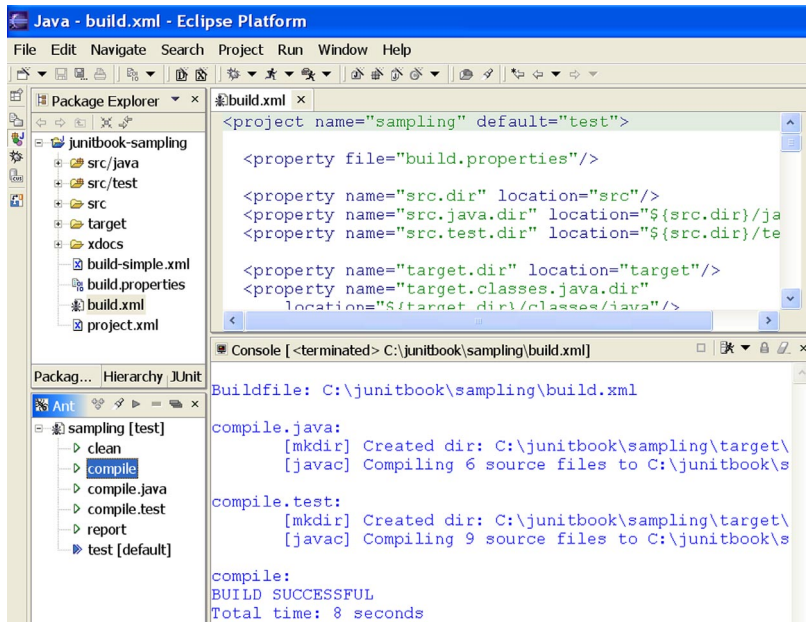 Java - build.xml - Eclipse Platform
File Edit Navigate Search Project Run Window Help
Package Explorer
junitbook-sampling
src/java
src/test
src
target
xdocs
build-simple.xml
build.properties
build.xml
project.xml
Packag... Hierarchy JUnit
build.xml
<project name="sampling" default="test">
<property file="build.properties"/>
<property name="src.dir" location="src"/>
<property name="src.java.dir" location="${src.dir}/ja
<property name="src.test.dir" location="${src.dir}/te
<property name="target.dir" location="target"/>
<property name="target.classes.java.dir"
location="${target.dir}/classes/java"/>
Ant
sampling [test]
clean
compile
compile.java
compile.test
report
test [default]
Console [<terminated> C:\junitbook\sampling\build.xml]
Buildfile: C:\junitbook\sampling\build.xml
compile.java:
[mkdir] Created dir: C:\junitbook\sampling\target\
[javac] Compiling 6 source files to C:\junitbook\s
compile.test:
[mkdir] Created dir: C:\junitbook\sampling\target\
[javac] Compiling 9 source files to C:\junitbook\s
compile:
BUILD SUCCESSFUL
Total time: 8 seconds